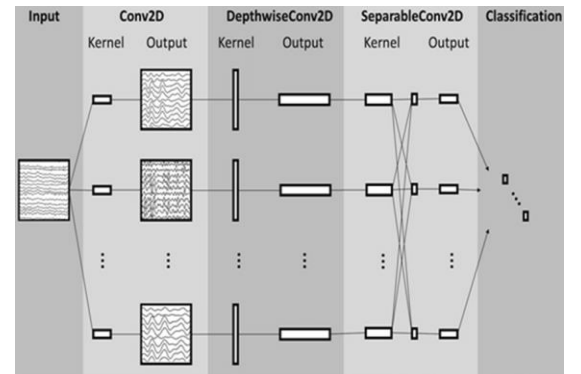 Input Conv2D DepthwiseConv2D SeparableConv2D Classification
Kernel Output Kernel Output Kernel Output